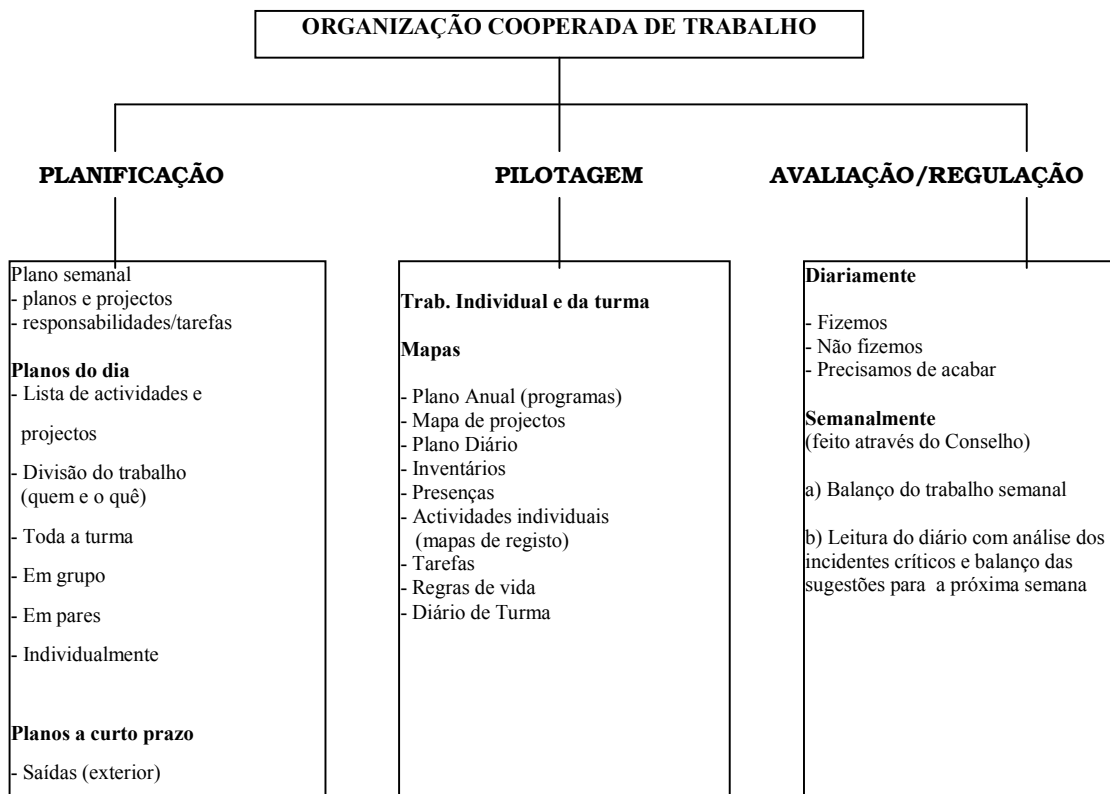 ORGANIZAÇÃO COOPERADA DE TRABALHO
PLANIFICAÇÃO
Plano semanal
- planos e projectos
- responsabilidades/tarefas
Planos do dia
- Lista de actividades e
projectos
- Divisão do trabalho
(quem e o quê)
- Toda a turma
- Em grupo
- Em pares
- Individualmente
Planos a curto prazo
- Saídas (exterior)
PILOTAGEM
Trab. Individual e da turma
Mapas
- Plano Anual (programas)
- Mapa de projectos
- Plano Diário
- Inventários
- Presenças
- Actividades individuais
(mapas de registo)
- Tarefas
- Regras de vida
- Diário de Turma
AVALIAÇÃO/REGULAÇÃO
Diariamente
- Fizemos
- Não fizemos
- Precisamos de acabar
Semanalmente
(feito através do Conselho)
a) Balanço do trabalho semanal
b) Leitura do diário com análise dos
incidentes críticos e balanço das
sugestões para a próxima semana